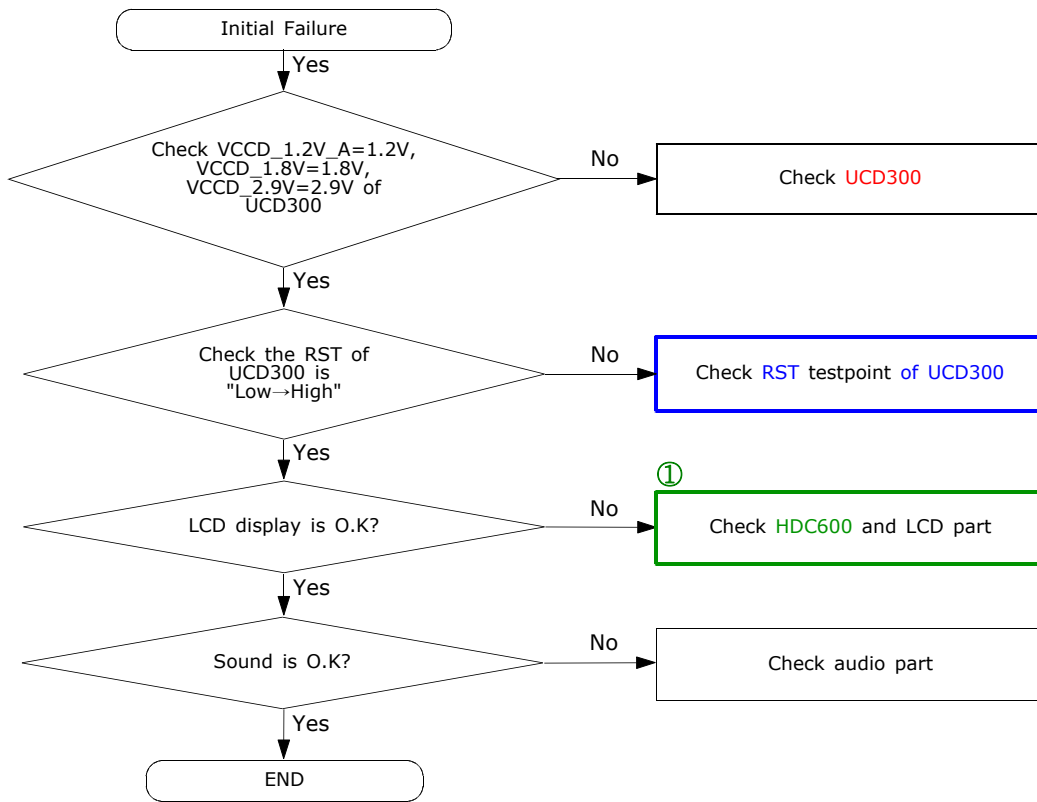 Initial Failure
Yes
Check VCCD_1.2V_A=1.2V,
VCCD_1.8V=1.8V,
VCCD_2.9V=2.9V of
UCD300
No
Check UCD300
Yes
Check the RST of
UCD300 is
"Low→High"
No
Check RST testpoint of UCD300
Yes
①
LCD display is O.K?
No
Check HDC600 and LCD part
Yes
Sound is O.K?
No
Check audio part
Yes
END